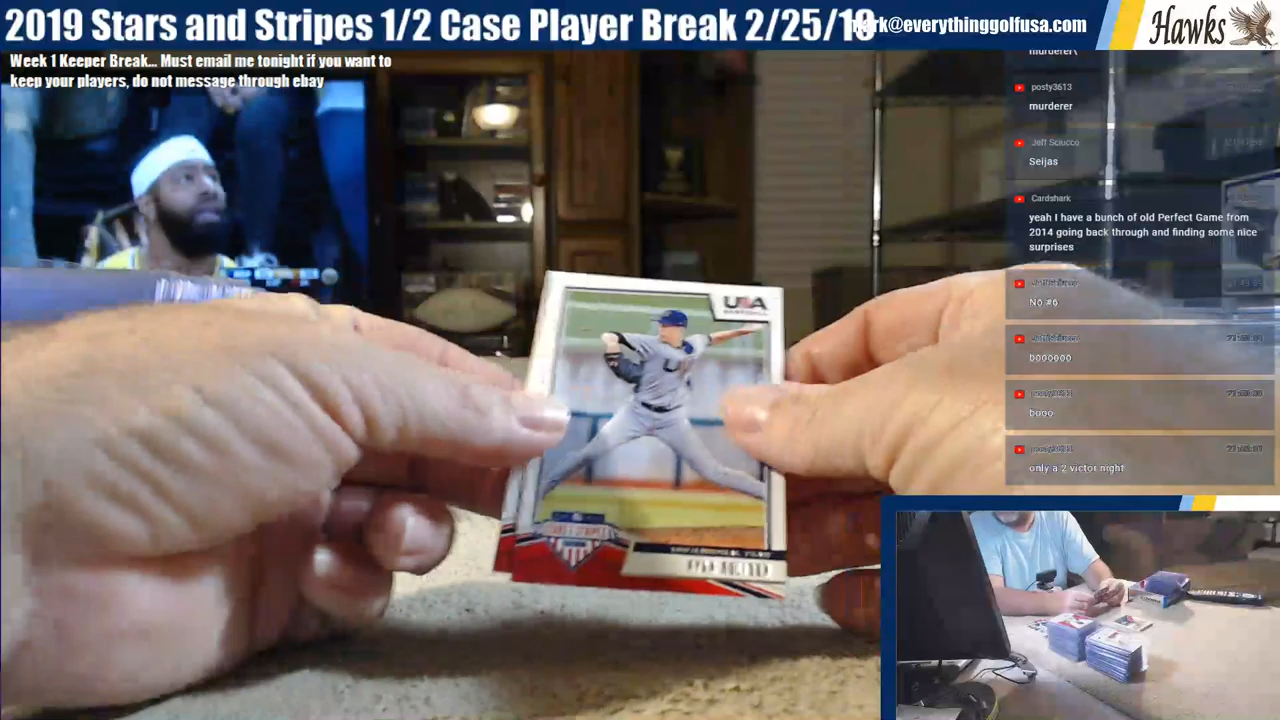 2019 Stars and Stripes 1/2 Case Player Break 2/25/19
mark@everythinggolfusa.com
Hawks
Week 1 Keeper Break... Must email me tonight if you want to
keep your players, do not message through ebay
posty3613
murderer
Jeff Sciucco
Seijas
Cardshark
yeah I have a bunch of old Perfect Game from
2014 going back through and finding some nice
surprises
No #6
boooooo
booo
only a 2 victor night
USA
BASEBALL